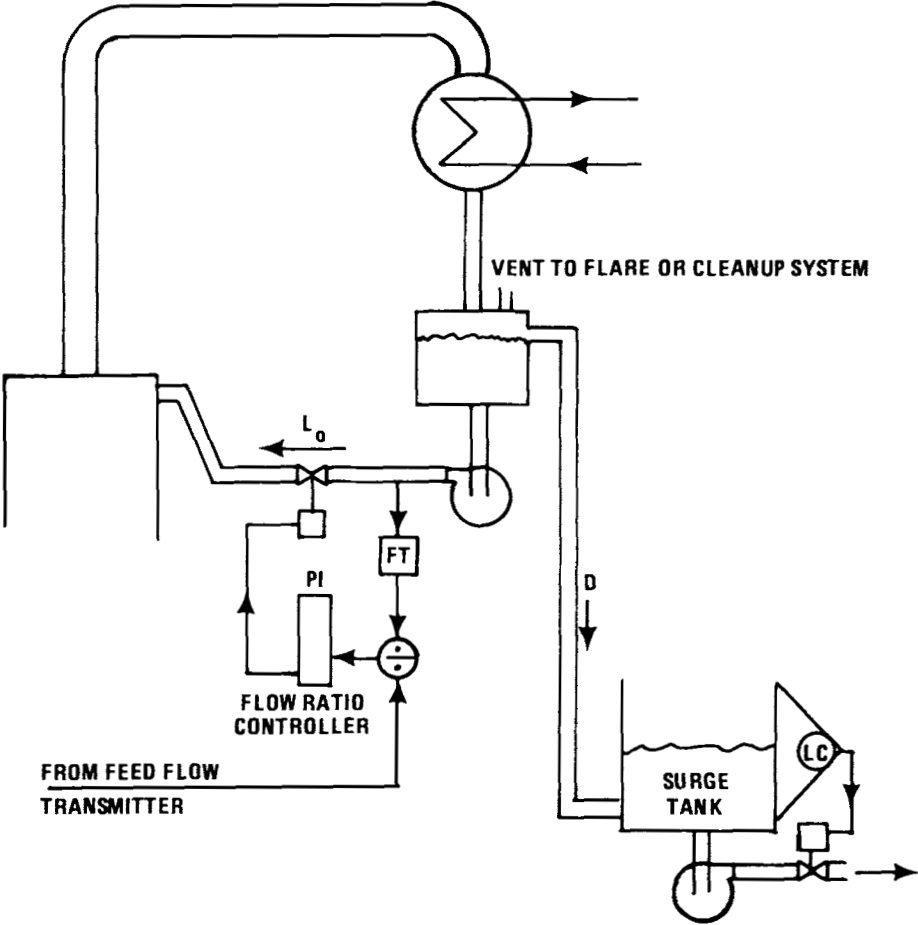 VENT TO FLARE OR CLEANUP SYSTEM
Lo
FT
PI
D
FLOW RATIO
CONTROLLER
LC
FROM FEED FLOW
TRANSMITTER
SURGE
TANK